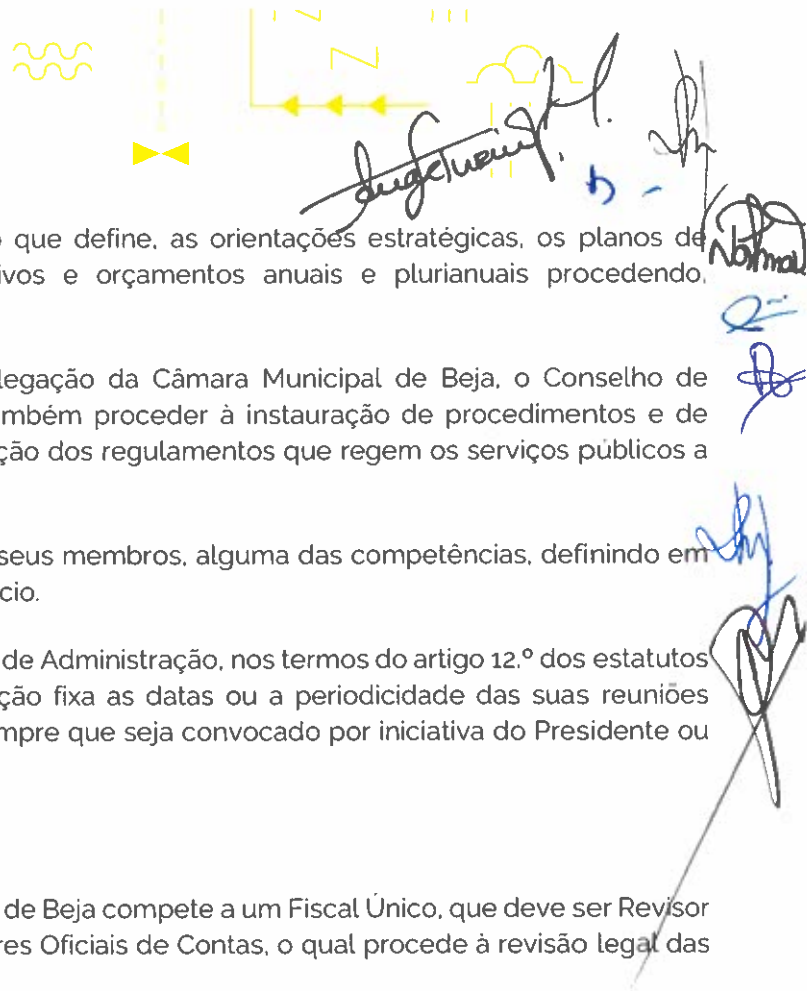 que define, as orientações estratégicas, os planos de
ivos e orçamentos anuais e plurianuais procedendo,
legação da Câmara Municipal de Beja, o Conselho de
ambém proceder à instauração de procedimentos e de
ção dos regulamentos que regem os serviços públicos a
seus membros, alguma das competências, definindo em
cio.
de Administração, nos termos do artigo 12.º dos estatutos
ção fixa as datas ou a periodicidade das suas reuniões
mpre que seja convocado por iniciativa do Presidente ou
de Beja compete a um Fiscal Único, que deve ser Revisor
res Oficiais de Contas, o qual procede à revisão legal das